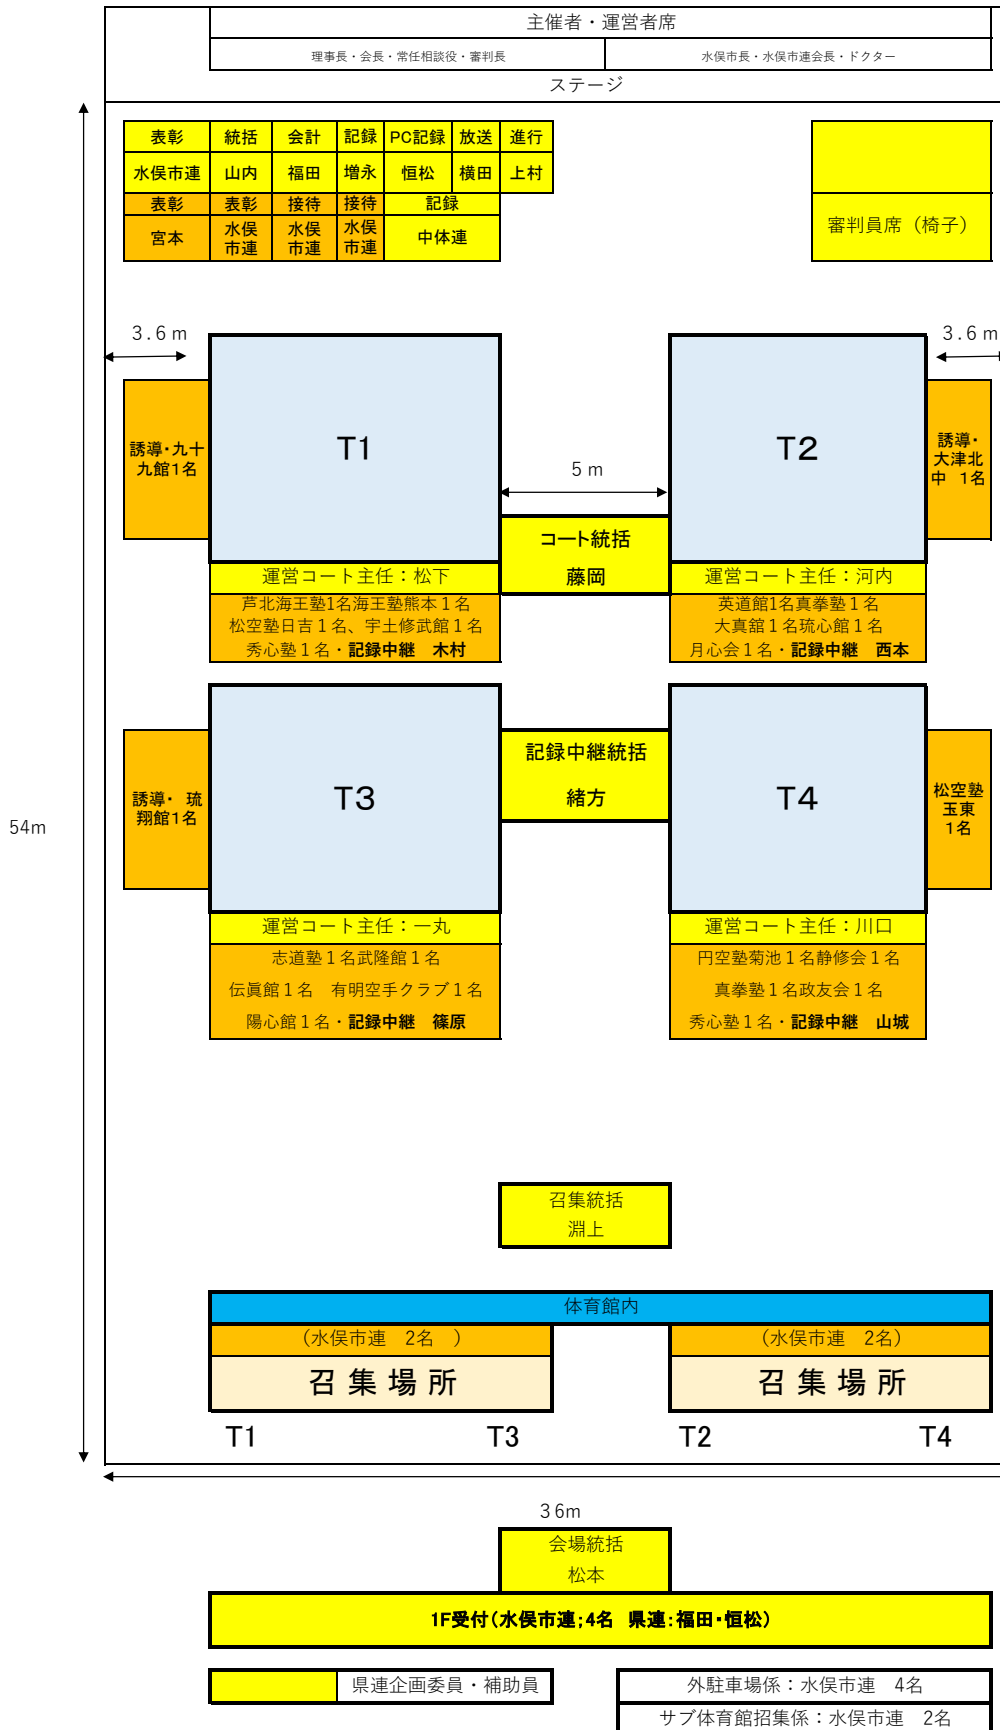 主催者・運営者席
理事長・会長・常任相談役・審判長　水俣市長・水俣市連会長・ドクター
ステージ
表彰 統括 会計 記録 PC記録 放送 進行
水俣市連 山内 福田 増永 恒松 横田 上村
表彰 表彰 接待 接待 記録
宮本 水俣市連 水俣市連 水俣市連 中体連
審判員席（椅子）
3.6ｍ
3.6ｍ
誘導・九十
九館1名
T1
5ｍ
T2
誘導・
大津北
中　1名
コート統括
藤岡
運営コート主任：松下
芦北海王塾1名海王塾熊本１名
松空塾日吉１名、宇土修武館１名
秀心塾１名・記録中継　木村
運営コート主任：河内
英道館1名真拳塾１名
大真舘１名琉心館１名
月心会１名・記録中継　西本
誘導・ 琉
翔館1名
T3
記録中継統括
緒方
T4
松空塾
玉東
1名
54m
運営コート主任：一丸
志道塾１名武隆館１名
伝眞館１名　有明空手クラブ１名
陽心館１名・記録中継　篠原
運営コート主任：川口
円空塾菊池１名静修会１名
真拳塾１名政友会１名
秀心塾１名・記録中継　山城
召集統括
淵上
体育館内
（水俣市連　2名　）
（水俣市連　2名）
召集場所
召集場所
T1 T3 T2 T4
36m
会場統括
松本
1F受付（水俣市連；4名　県連：福田・恒松）
県連企画委員・補助員
外駐車場係：水俣市連　4名
サブ体育館招集係：水俣市連　2名